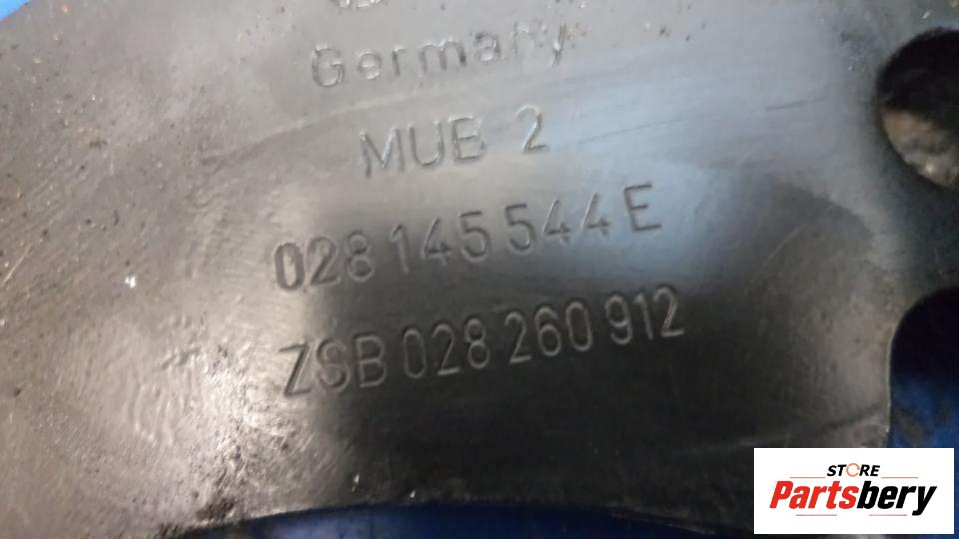 Germany
MUB 2
028 145 544 E
ZSB 028 260 912
STORE
Partsbery